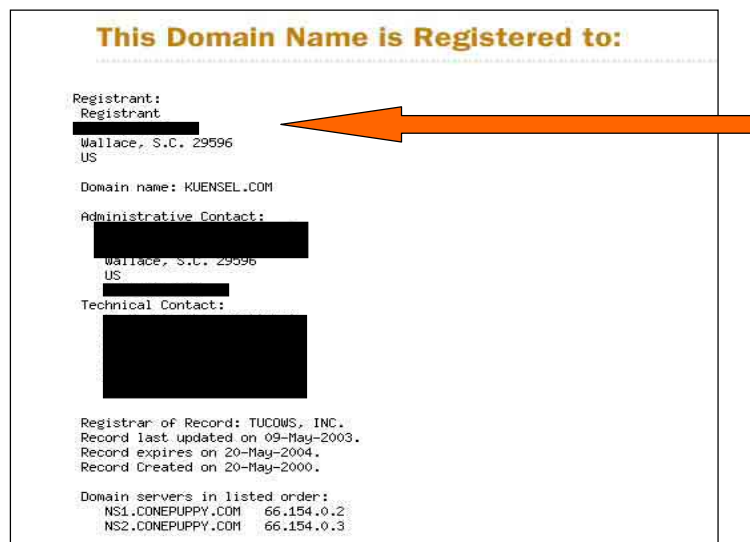 This Domain Name is Registered to:
Registrant:
Registrant
Wallace, S.C. 29596
US
Domain name: KUENSEL.COM
Administrative Contact:
Wallace, S.C. 29596
US
Technical Contact:
Registrar of Record: TUCOWS, INC.
Record last updated on 09-May-2003.
Record expires on 20-May-2004.
Record Created on 20-May-2000.
Domain servers in listed order:
NS1.CONEPUPPY.COM 66.154.0.2
NS2.CONEPUPPY.COM 66.154.0.3